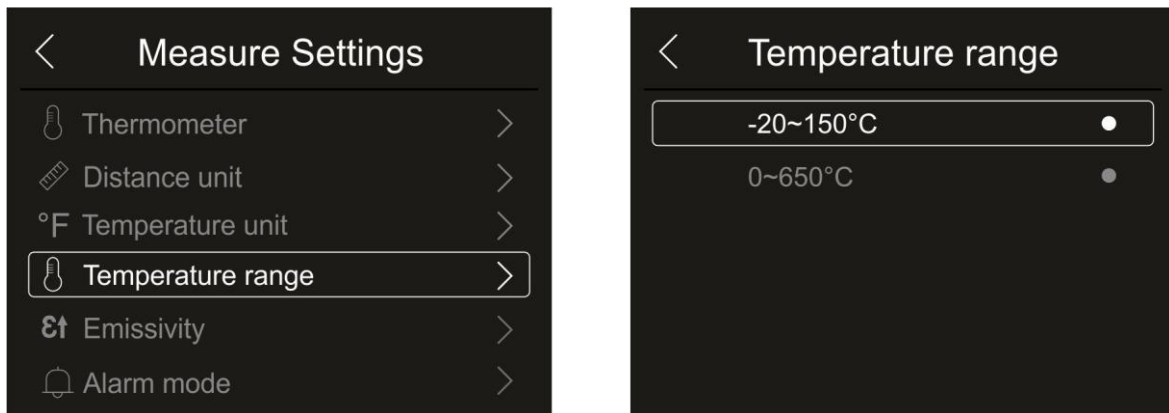 Measure Settings
Thermometer
Distance unit
°F Temperature unit
Temperature range
Ɛ↑ Emissivity
Alarm mode
Temperature range
-20~150°C
0~650°C